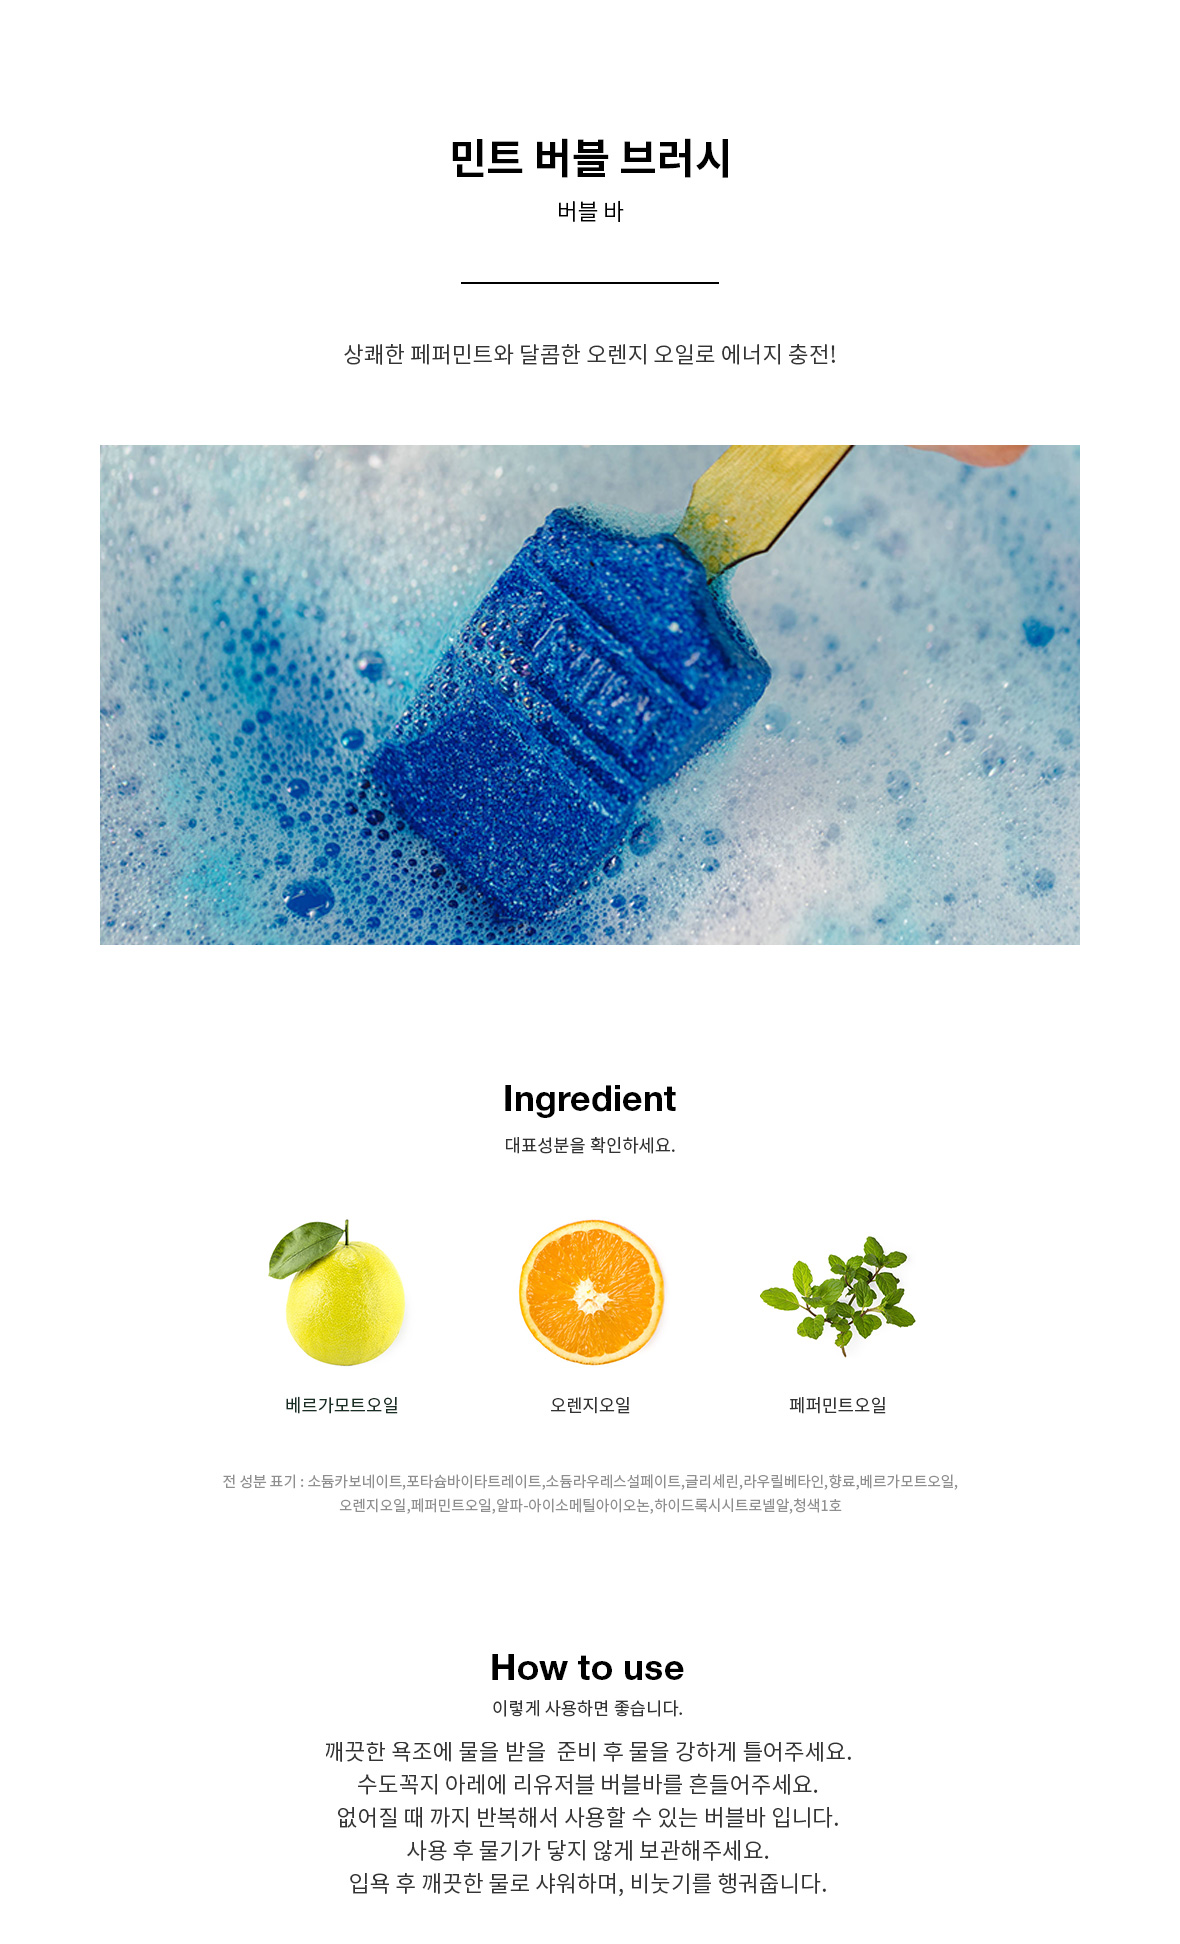 민트 버블 브러시
버블 바
상쾌한 페퍼민트와 달콤한 오렌지 오일로 에너지 충전!
Ingredient
대표성분을 확인하세요.
베르가모트오일
오렌지오일
페퍼민트오일
전 성분 표기 : 소듐카보네이트,포타슘바이타트레이트,소듐라우레스설페이트,글리세린,라우릴베타인,향료,베르가모트오일,
오렌지오일,페퍼민트오일,알파-아이소메틸아이오논,하이드록시시트로넬알,청색1호
How to use
이렇게 사용하면 좋습니다.
깨끗한 욕조에 물을 받을  준비 후 물을 강하게 틀어주세요.
수도꼭지 아레에 리유저블 버블바를 흔들어주세요.
없어질 때 까지 반복해서 사용할 수 있는 버블바 입니다.
사용 후 물기가 닿지 않게 보관해주세요.
입욕 후 깨끗한 물로 샤워하며, 비눗기를 행궈줍니다.